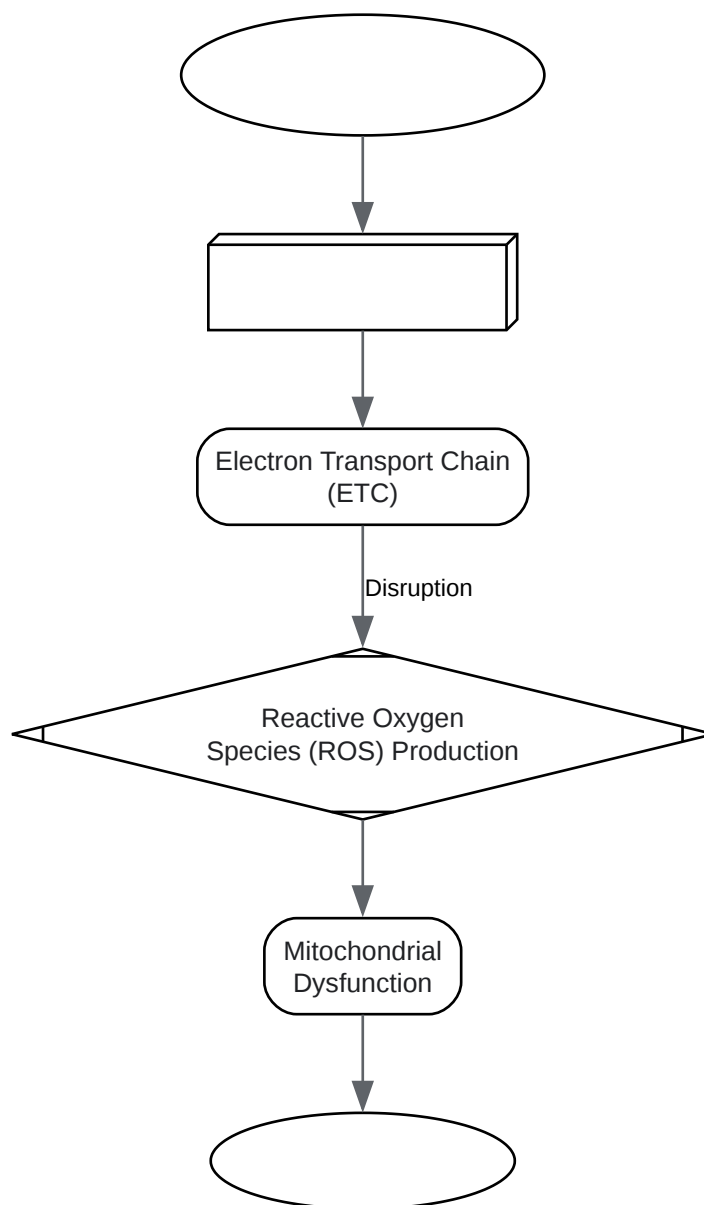 Electron Transport Chain
(ETC)
Disruption
Reactive Oxygen
Species (ROS) Production
Mitochondrial
Dysfunction